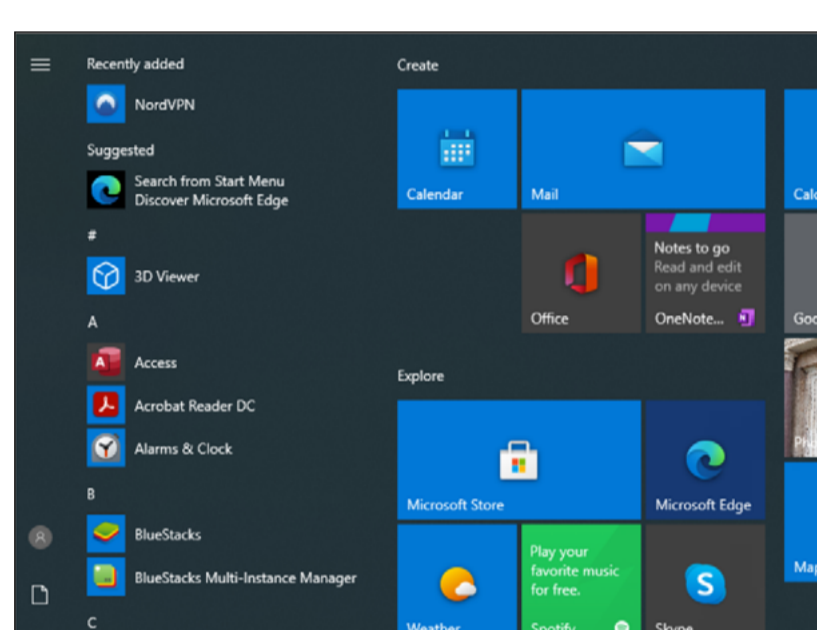 Recently added
NordVPN
Suggested
Search from Start Menu
Discover Microsoft Edge
#
3D Viewer
A
Access
Acrobat Reader DC
Alarms & Clock
B
BlueStacks
BlueStacks Multi-Instance Manager
C
Create
Calendar
Mail
Office
Notes to go
Read and edit
on any device
OneNote...
Explore
Microsoft Store
Microsoft Edge
Weather
Play your
favorite music
for free.
Spotify
Skype
S
A
N